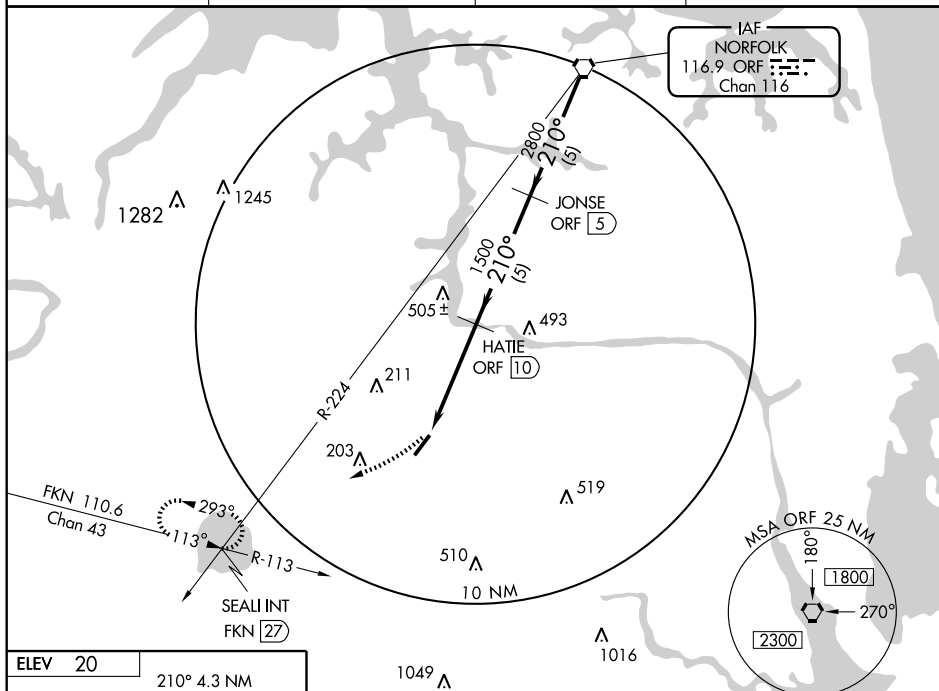 IAF
NORFOLK
116.9 ORF
Chan 116
2800
210°
(5)
JONSE
ORF 5
1245
1282
1500
210°
(5)
505 ±
493
HATIE
ORF 10
211
R-224
203
519
FKN 110.6
Chan 43
293°
113°
R-113
510
10 NM
SEALI INT
FKN 27
MSA ORF 25 NM
180°
1800
270°
2300
1016
1049
ELEV 20
210° 4.3 NM